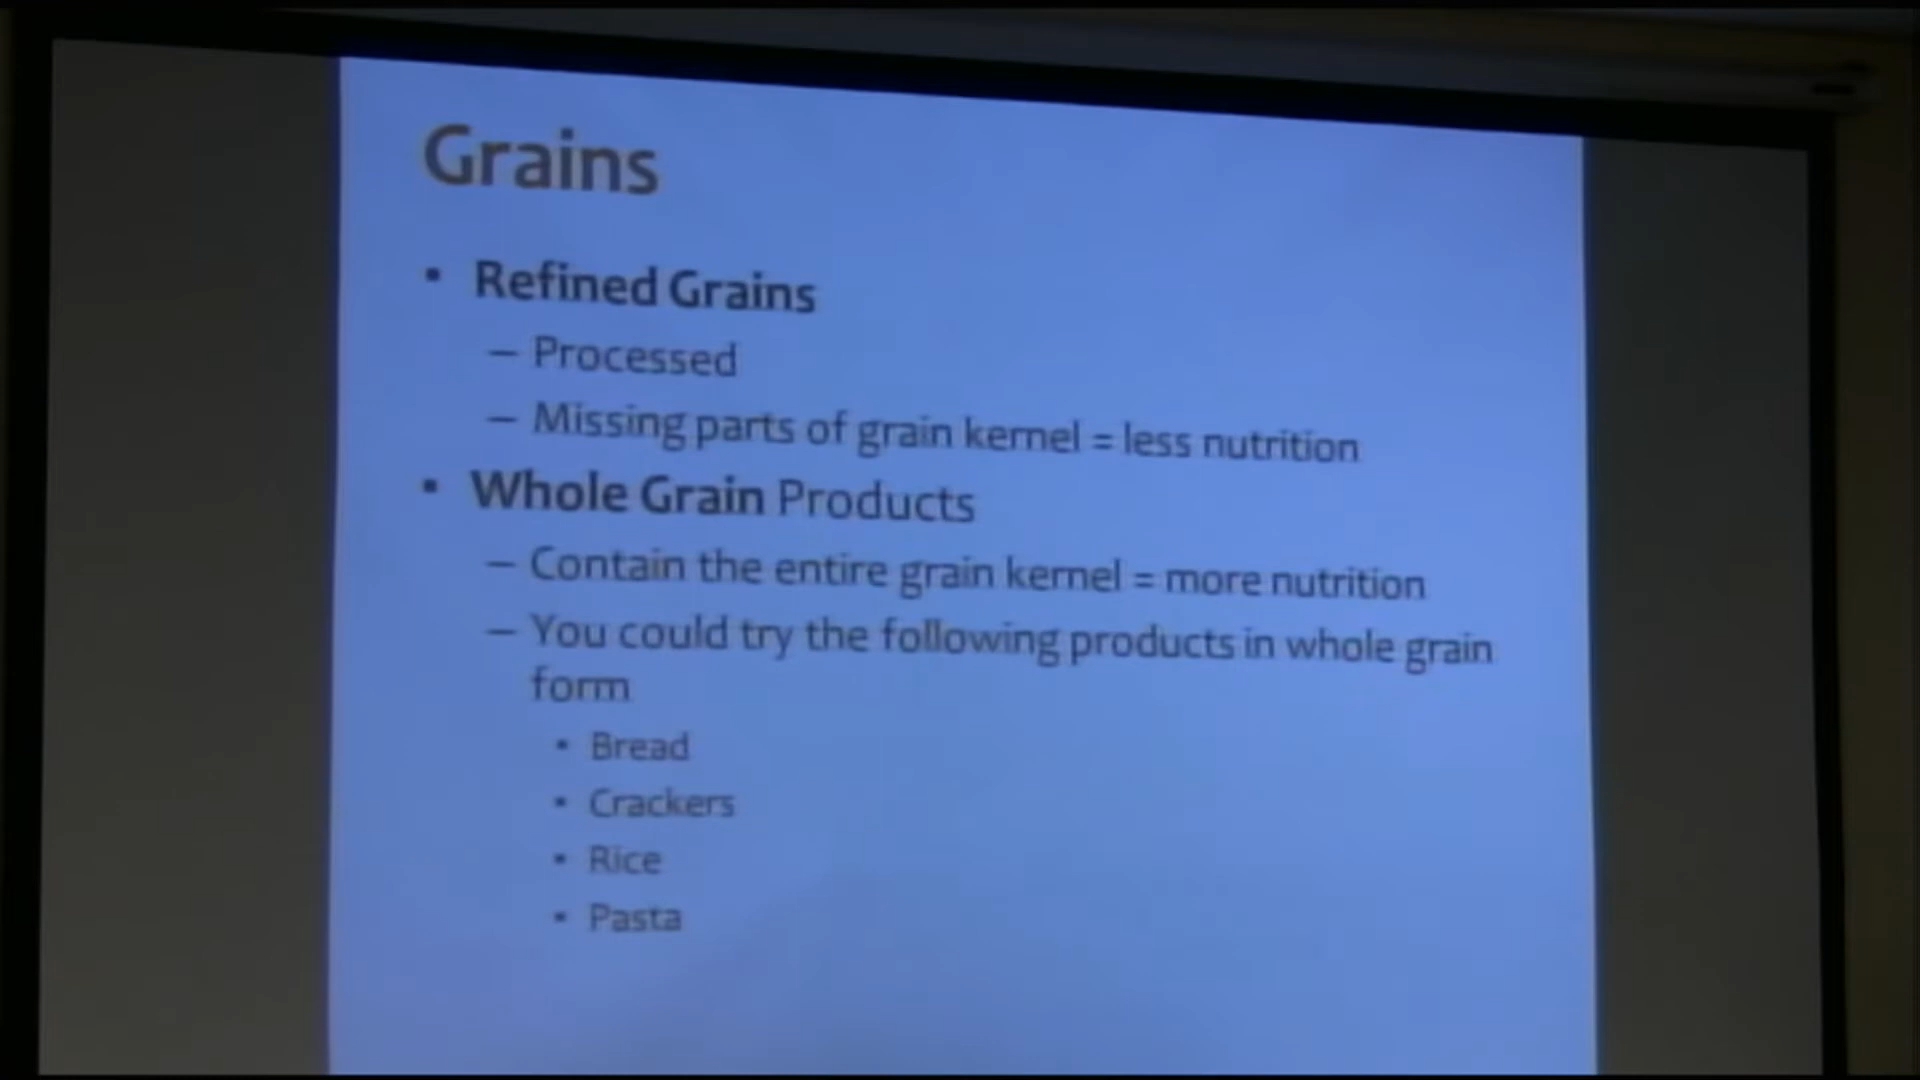 Grains
▪ Refined Grains
– Processed
– Missing parts of grain kernel = less nutrition
▪ Whole Grain Products
– Contain the entire grain kernel = more nutrition
– You could try the following products in whole grain
form
▪ Bread
▪ Crackers
▪ Rice
▪ Pasta